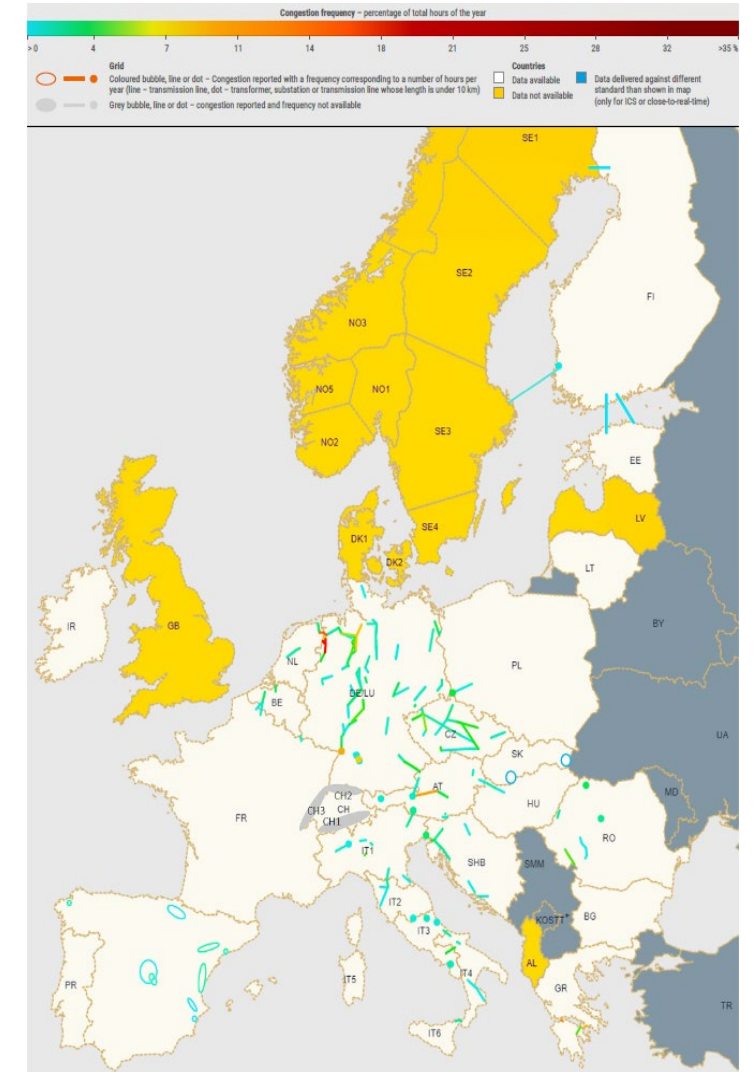 Congestion frequency – percentage of total hours of the year
> 0 4 7 11 14 18 21 25 28 32 >35 %
Grid
Coloured bubble, line or dot – Congestion reported with a frequency corresponding to a number of hours per
year (line – transmission line, dot – transformer, substation or transmission line whose length is under 10 km)
Grey bubble, line or dot – congestion reported and frequency not available
Countries
Data available
Data not available
Data delivered against different
standard than shown in map
(only for ICS or close-to-real-time)
SE1
SE2
FI
NO3
NO5
NO1
SE3
NO2
EE
LV
SE4
DK1
DK2
LT
IR
GB
BY
NL
PL
BE
DE/LU
CZ
UA
SK
FR
CH2
CH3
CH
CH1
AT
HU
MD
RO
IT1
SHB
SMM
IT2
IT3
KOSTT*
BG
AL
PR
IT5
IT4
GR
TR
IT6